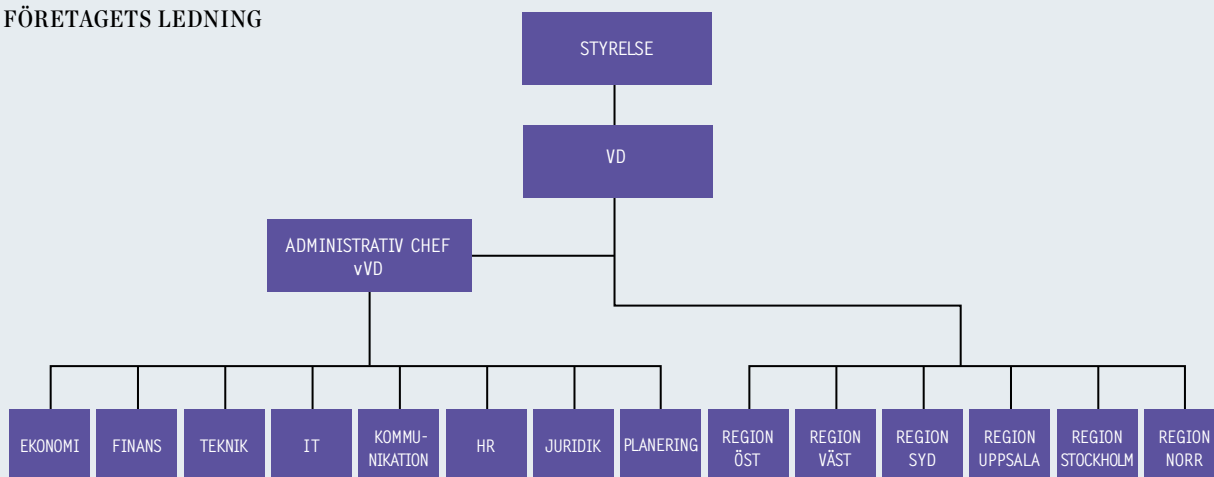 FÖRETAGETS LEDNING
STYRELSE
VD
ADMINISTRATIV CHEF
vVD
EKONOMI
FINANS
TEKNIK
IT
KOMMU-
NIKATION
HR
JURIDIK
PLANERING
REGION
ÖST
REGION
VÄST
REGION
SYD
REGION
UPPSALA
REGION
STOCKHOLM
REGION
NORR